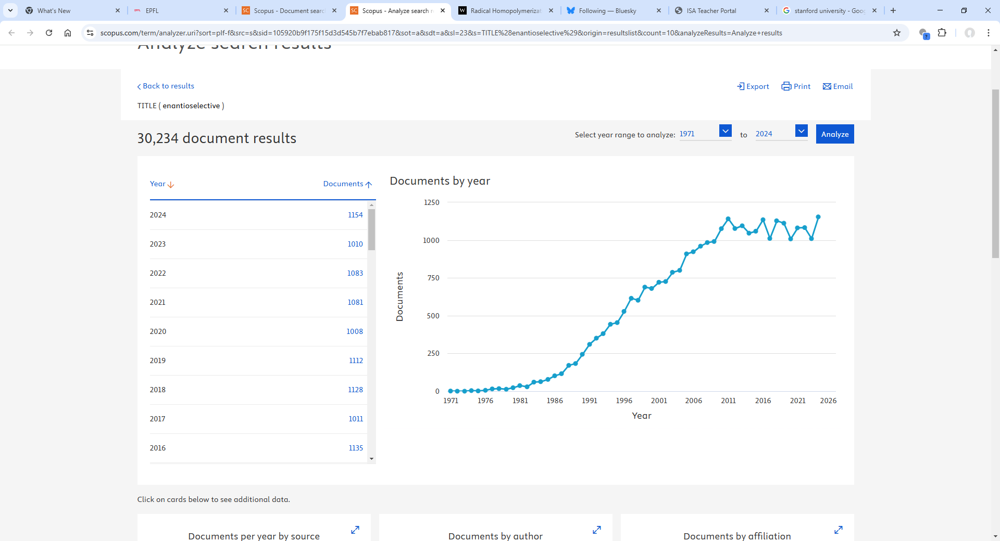 What's New
EPFL
Scopus - Document searc
Scopus - Analyze search r
Radical Homopolymerizat
Following — Bluesky
ISA Teacher Portal
stanford university - Goog
scopus.com/term/analyzer.uri?sort=plf-f&src=s&sid=105920b9f175f15d3d545b7f7ebab817&sot=a&sdt=a&sl=23&s=TITLE%28enantioselective%29&origin=resultslist&count=10&analyzeResults=Analyze+results
Analyze search results
Back to results
Export
Print
Email
TITLE ( enantioselective )
30,234 document results
Select year range to analyze: 1971 to 2024 Analyze
Year Documents
2024 1154
2023 1010
2022 1083
2021 1081
2020 1008
2019 1112
2018 1128
2017 1011
2016 1135
Documents by year
1250
1000
750
500
250
0
Documents
1971 1976 1981 1986 1991 1996 2001 2006 2011 2016 2021 2026
Year
Click on cards below to see additional data.
Documents per year by source
Documents by author
Documents by affiliation